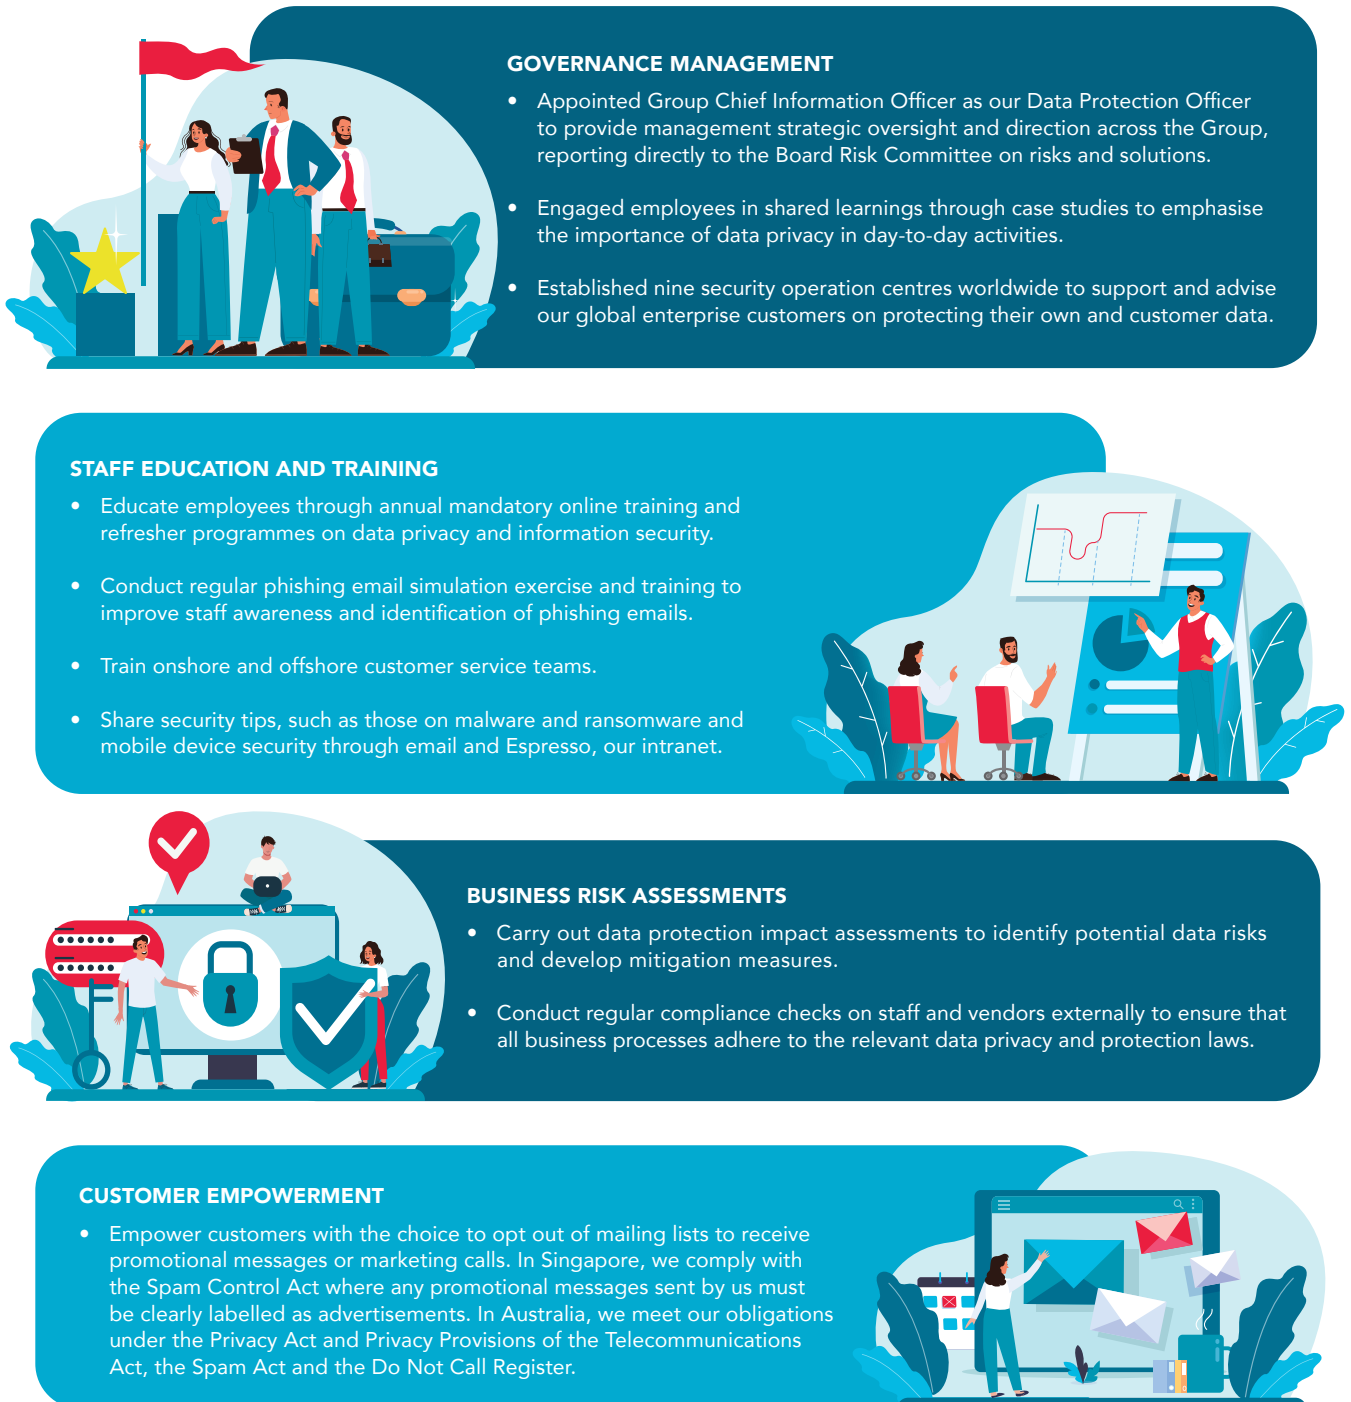 GOVERNANCE MANAGEMENT
• Appointed Group Chief Information Officer as our Data Protection Officer
to provide management strategic oversight and direction across the Group,
reporting directly to the Board Risk Committee on risks and solutions.
• Engaged employees in shared learnings through case studies to emphasise
the importance of data privacy in day-to-day activities.
• Established nine security operation centres worldwide to support and advise
our global enterprise customers on protecting their own and customer data.
STAFF EDUCATION AND TRAINING
• Educate employees through annual mandatory online training and
refresher programmes on data privacy and information security.
• Conduct regular phishing email simulation exercise and training to
improve staff awareness and identification of phishing emails.
• Train onshore and offshore customer service teams.
• Share security tips, such as those on malware and ransomware and
mobile device security through email and Espresso, our intranet.
BUSINESS RISK ASSESSMENTS
• Carry out data protection impact assessments to identify potential data risks
and develop mitigation measures.
• Conduct regular compliance checks on staff and vendors externally to ensure that
all business processes adhere to the relevant data privacy and protection laws.
CUSTOMER EMPOWERMENT
• Empower customers with the choice to opt out of mailing lists to receive
promotional messages or marketing calls. In Singapore, we comply with
the Spam Control Act where any promotional messages sent by us must
be clearly labelled as advertisements. In Australia, we meet our obligations
under the Privacy Act and Privacy Provisions of the Telecommunications
Act, the Spam Act and the Do Not Call Register.